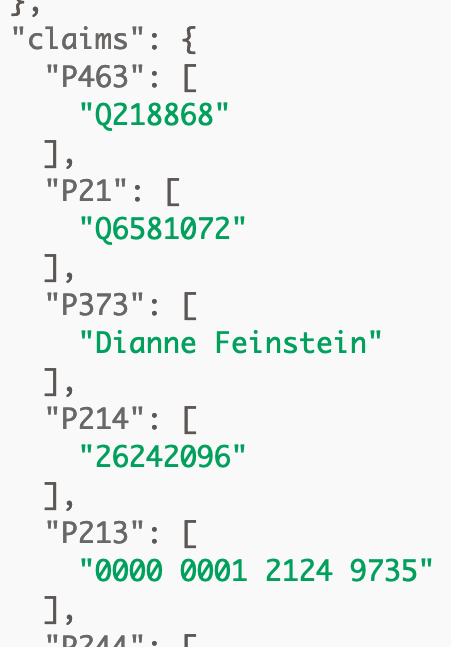 },
"claims": {
"P463": [
"Q218868"
],
"P21": [
"Q6581072"
],
"P373": [
"Dianne Feinstein"
],
"P214": [
"26242096"
],
"P213": [
"0000 0001 2124 9735"
],
"P244": [